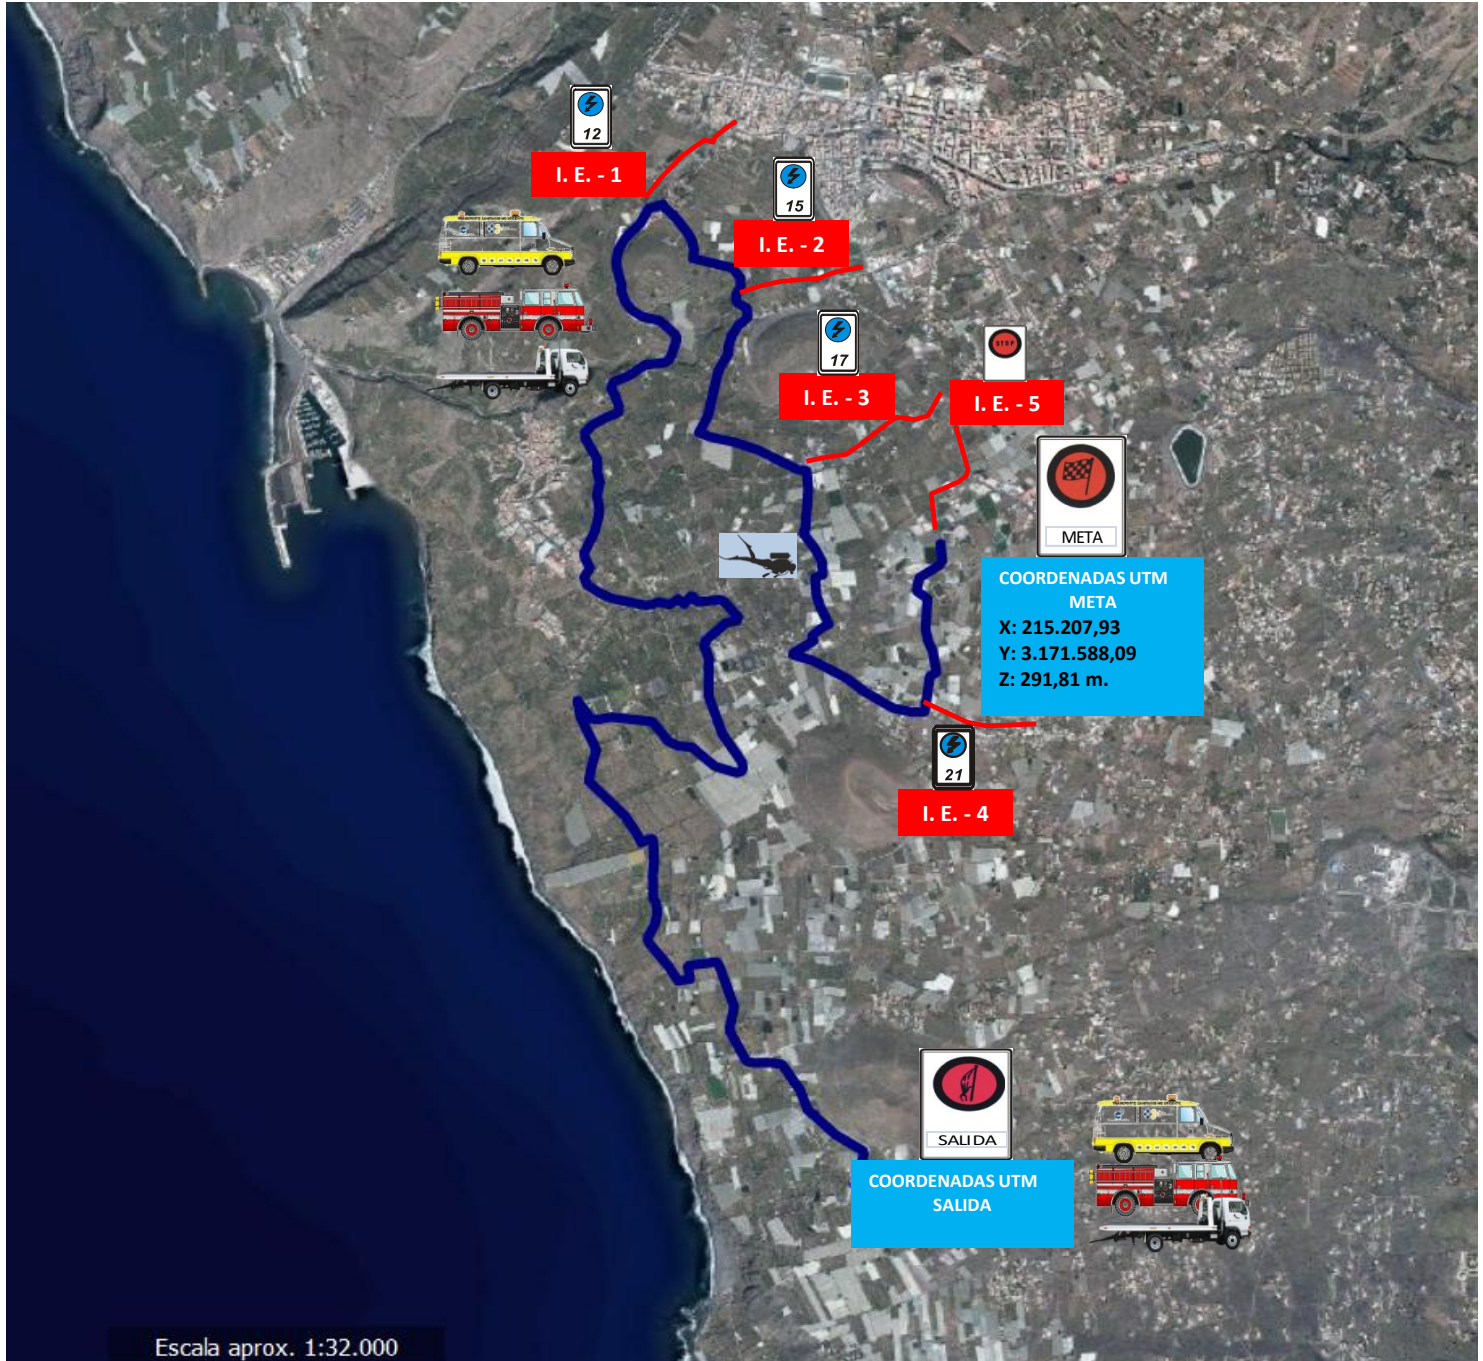 12
I. E. - 1
15
I. E. - 2
17
I. E. - 3
STOP
I. E. - 5
META
COORDENADAS UTM
META
X: 215.207,93
Y: 3.171.588,09
Z: 291,81 m.
21
I. E. - 4
SALIDA
COORDENADAS UTM
SALIDA
Escala aprox. 1:32.000